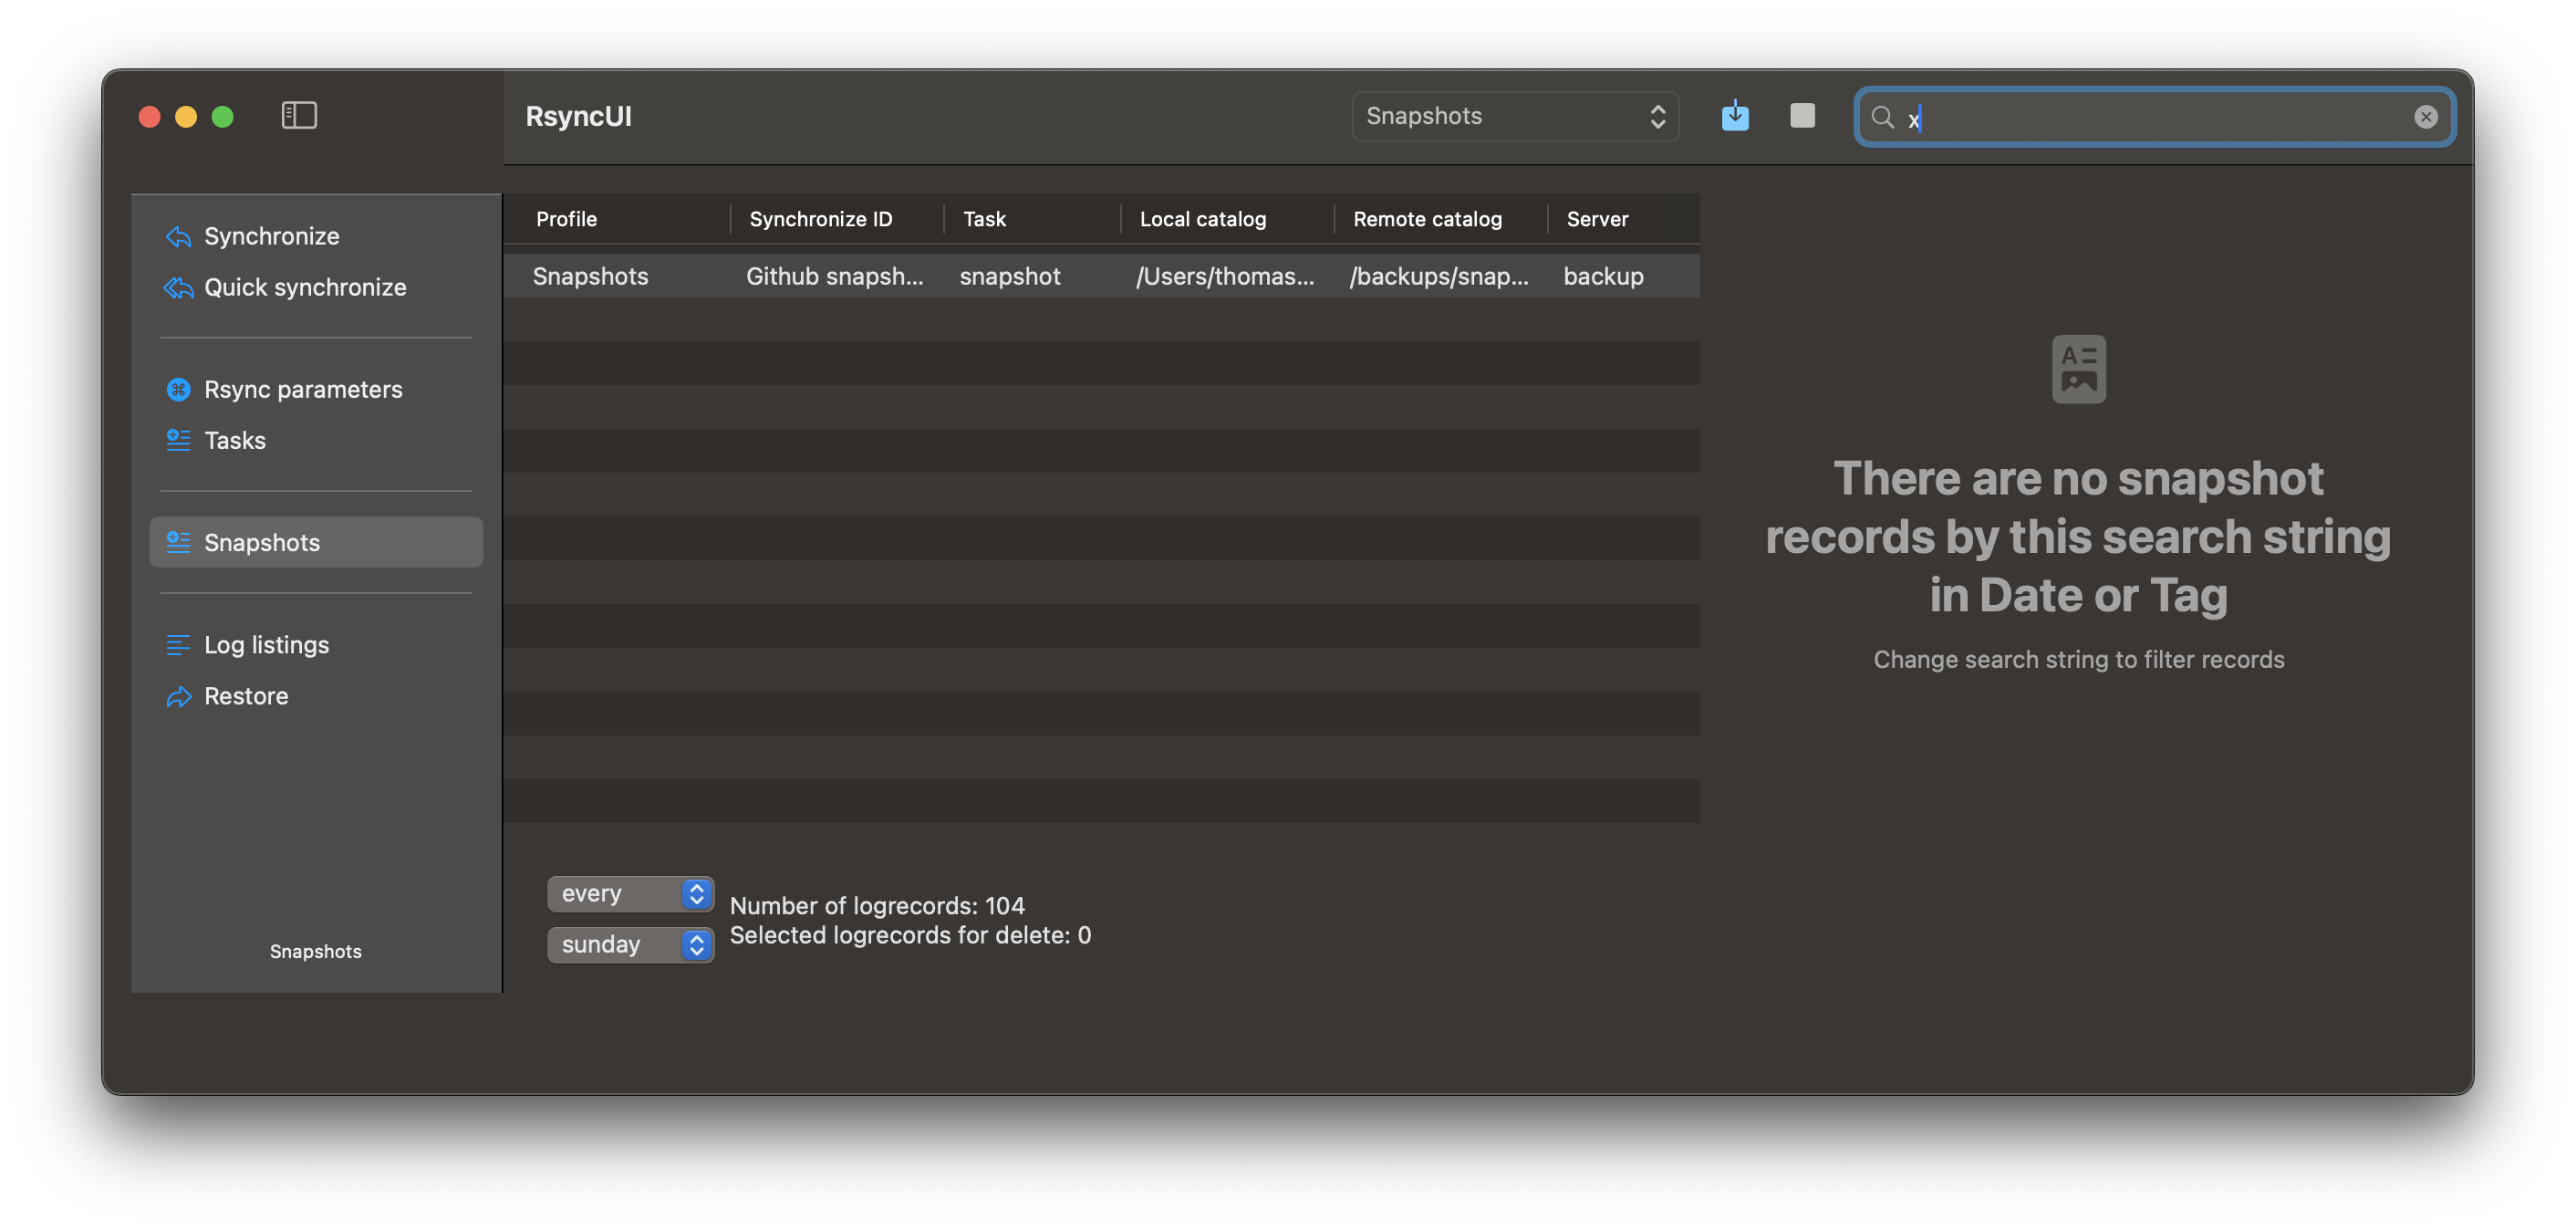 RsyncUI
Snapshots
x
Synchronize
Quick synchronize
Rsync parameters
Tasks
Snapshots
Log listings
Restore
Snapshots
Profile Synchronize ID Task Local catalog Remote catalog Server
Snapshots Github snapsh... snapshot /Users/thomas... /backups/snap... backup
every
sunday
Number of logrecords: 104
Selected logrecords for delete: 0
There are no snapshot
records by this search string
in Date or Tag
Change search string to filter records